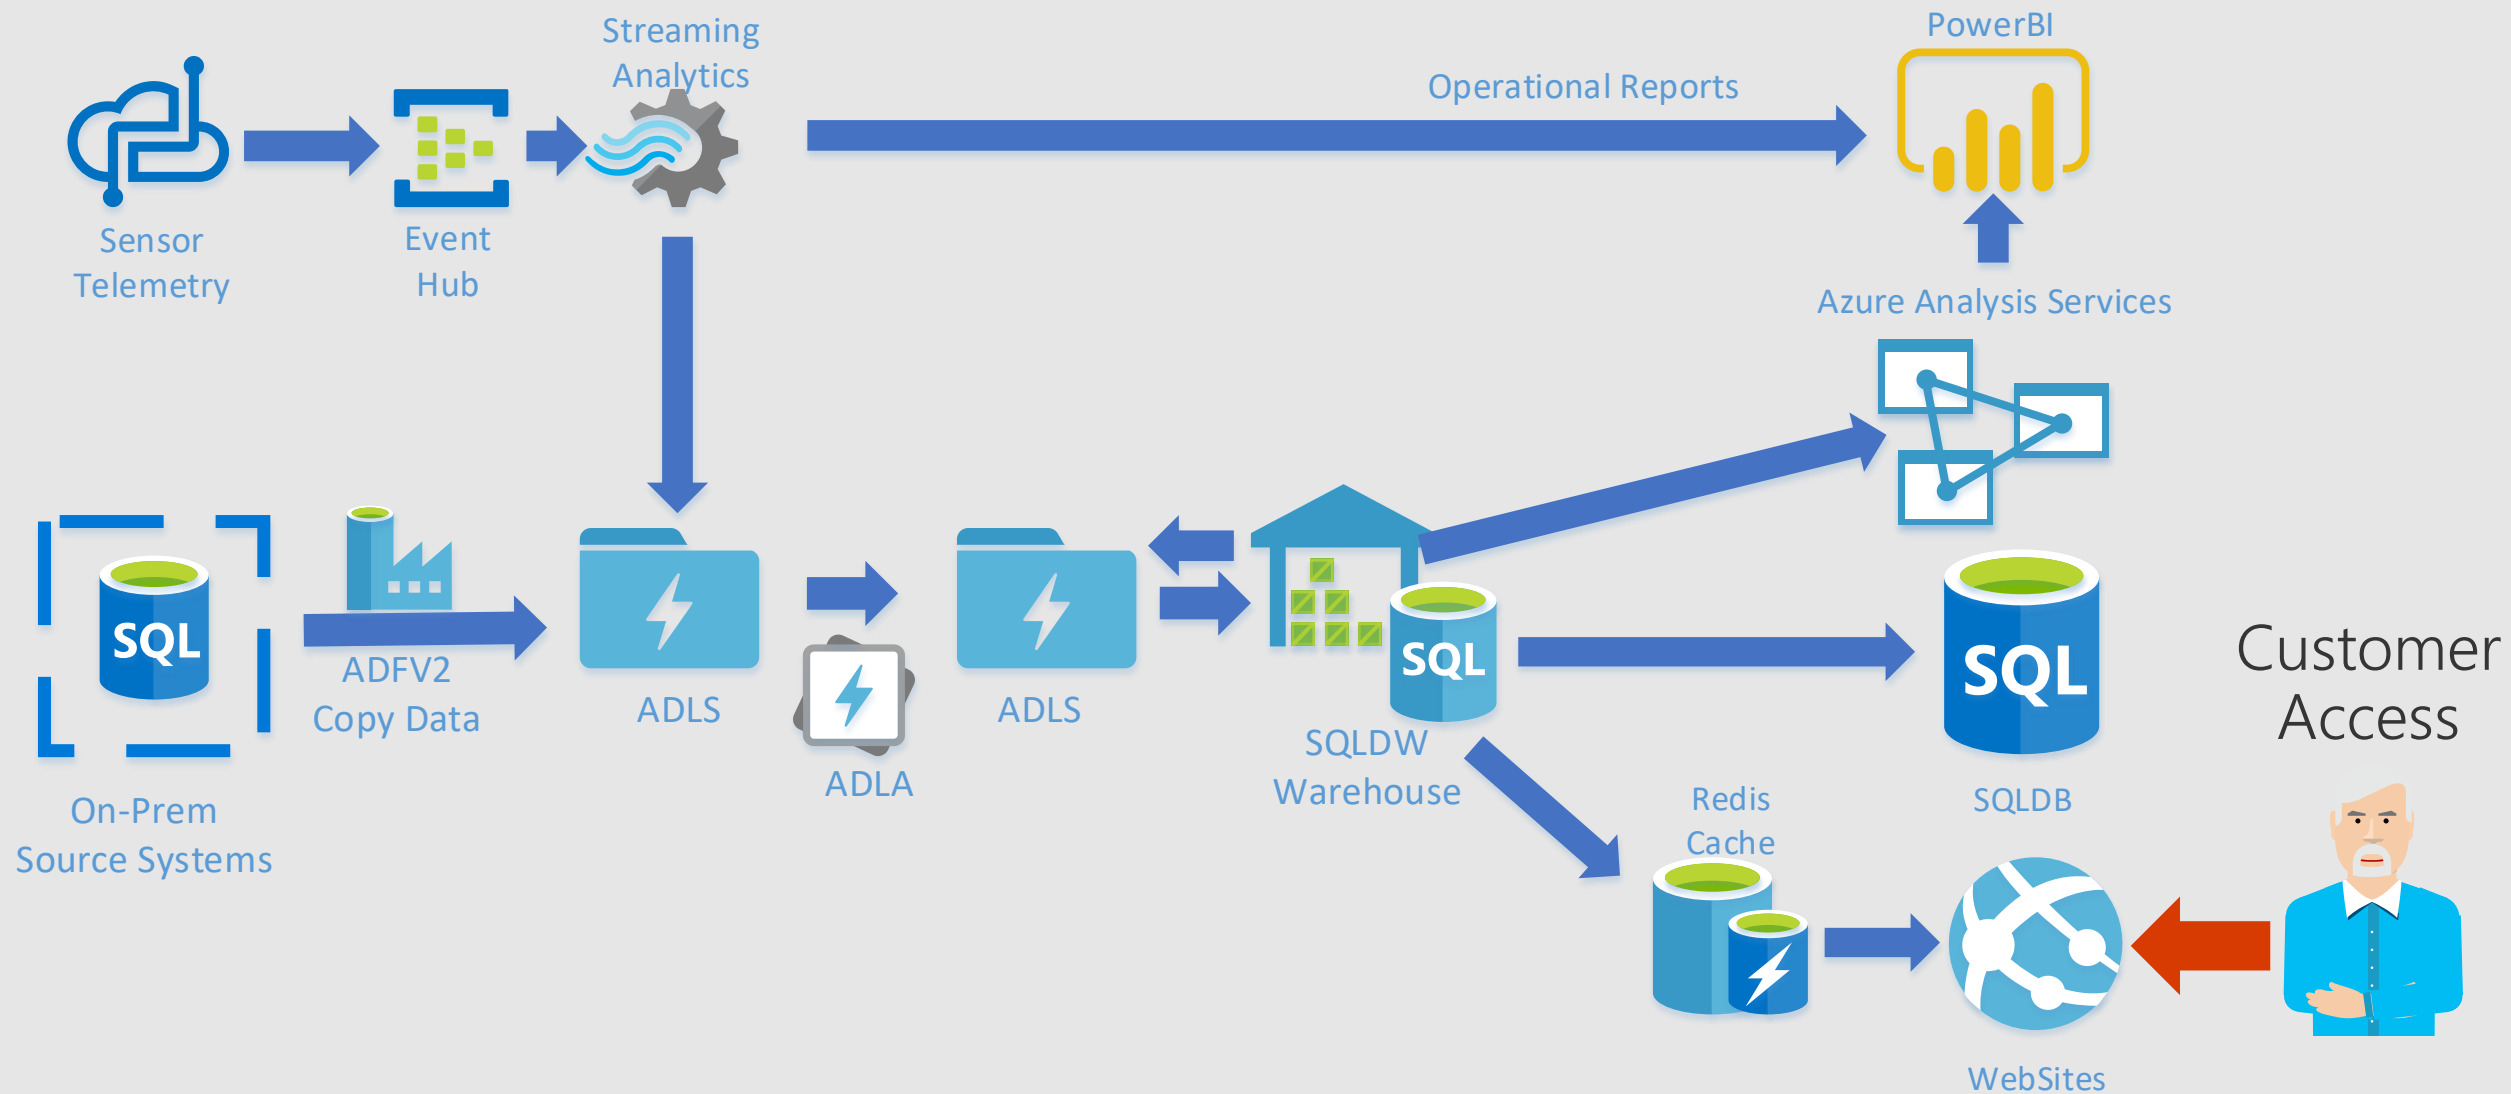 Streaming
Analytics
PowerBI
Operational Reports
Sensor
Telemetry
Event
Hub
Azure Analysis Services
SQL
ADFV2
Copy Data
On-Prem
Source Systems
ADLS
ADLA
ADLS
SQL
SQLDW
Warehouse
SQL
SQLDB
Customer
Access
Redis
Cache
WebSites